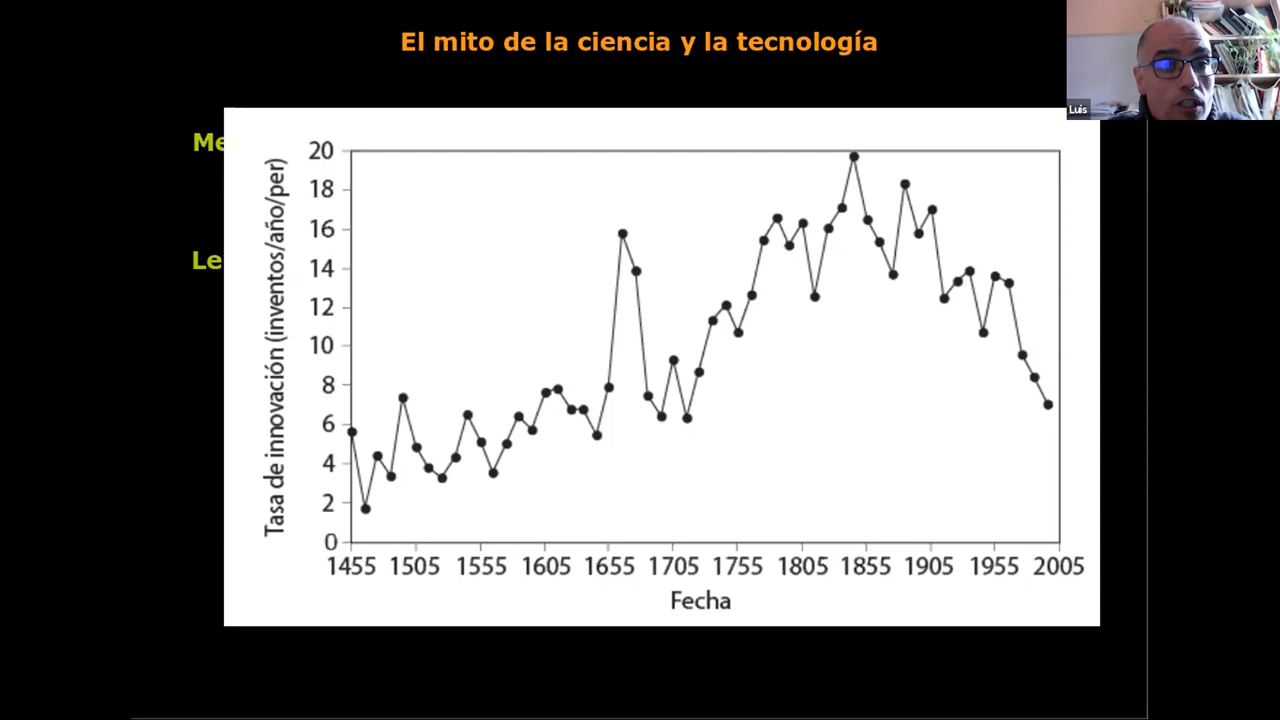 El mito de la ciencia y la tecnología
Luis
Me
Le
Tasa de innovación (inventos/año/per)
20
18
16
14
12
10
8
6
4
2
0
1455 1505 1555 1605 1655 1705 1755 1805 1855 1905 1955 2005
Fecha